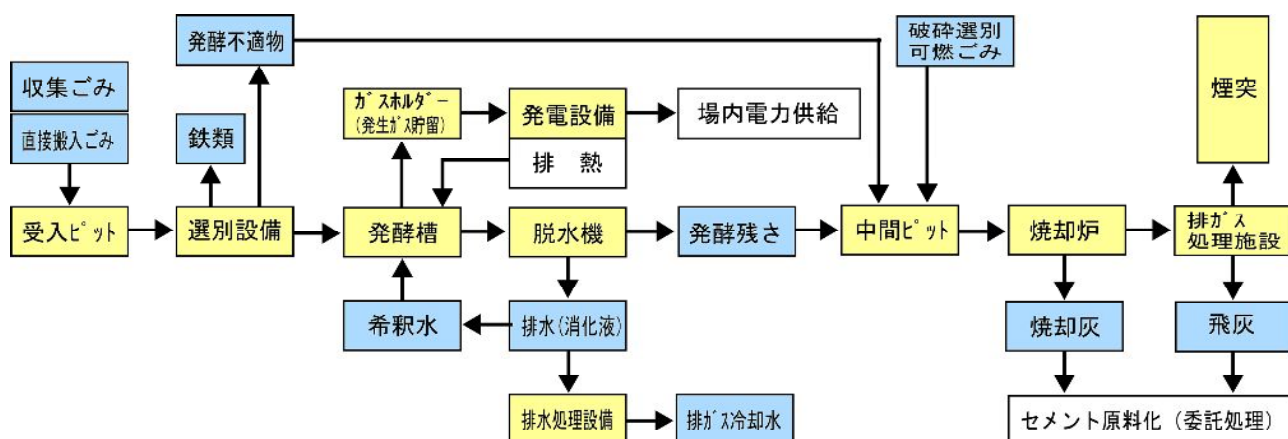 発酵不適物
破砕選別
可燃ごみ
煙突
収集ごみ
直接搬入ごみ
鉄類
ガスホルダー
(発生ガス貯留)
発電設備
場内電力供給
排 熱
受入ピット
選別設備
発酵槽
脱水機
発酵残さ
中間ピット
焼却炉
排ガス
処理施設
希釈水
排水(消化液)
焼却灰
飛灰
排水処理設備
排ガス冷却水
セメント原料化(委託処理)